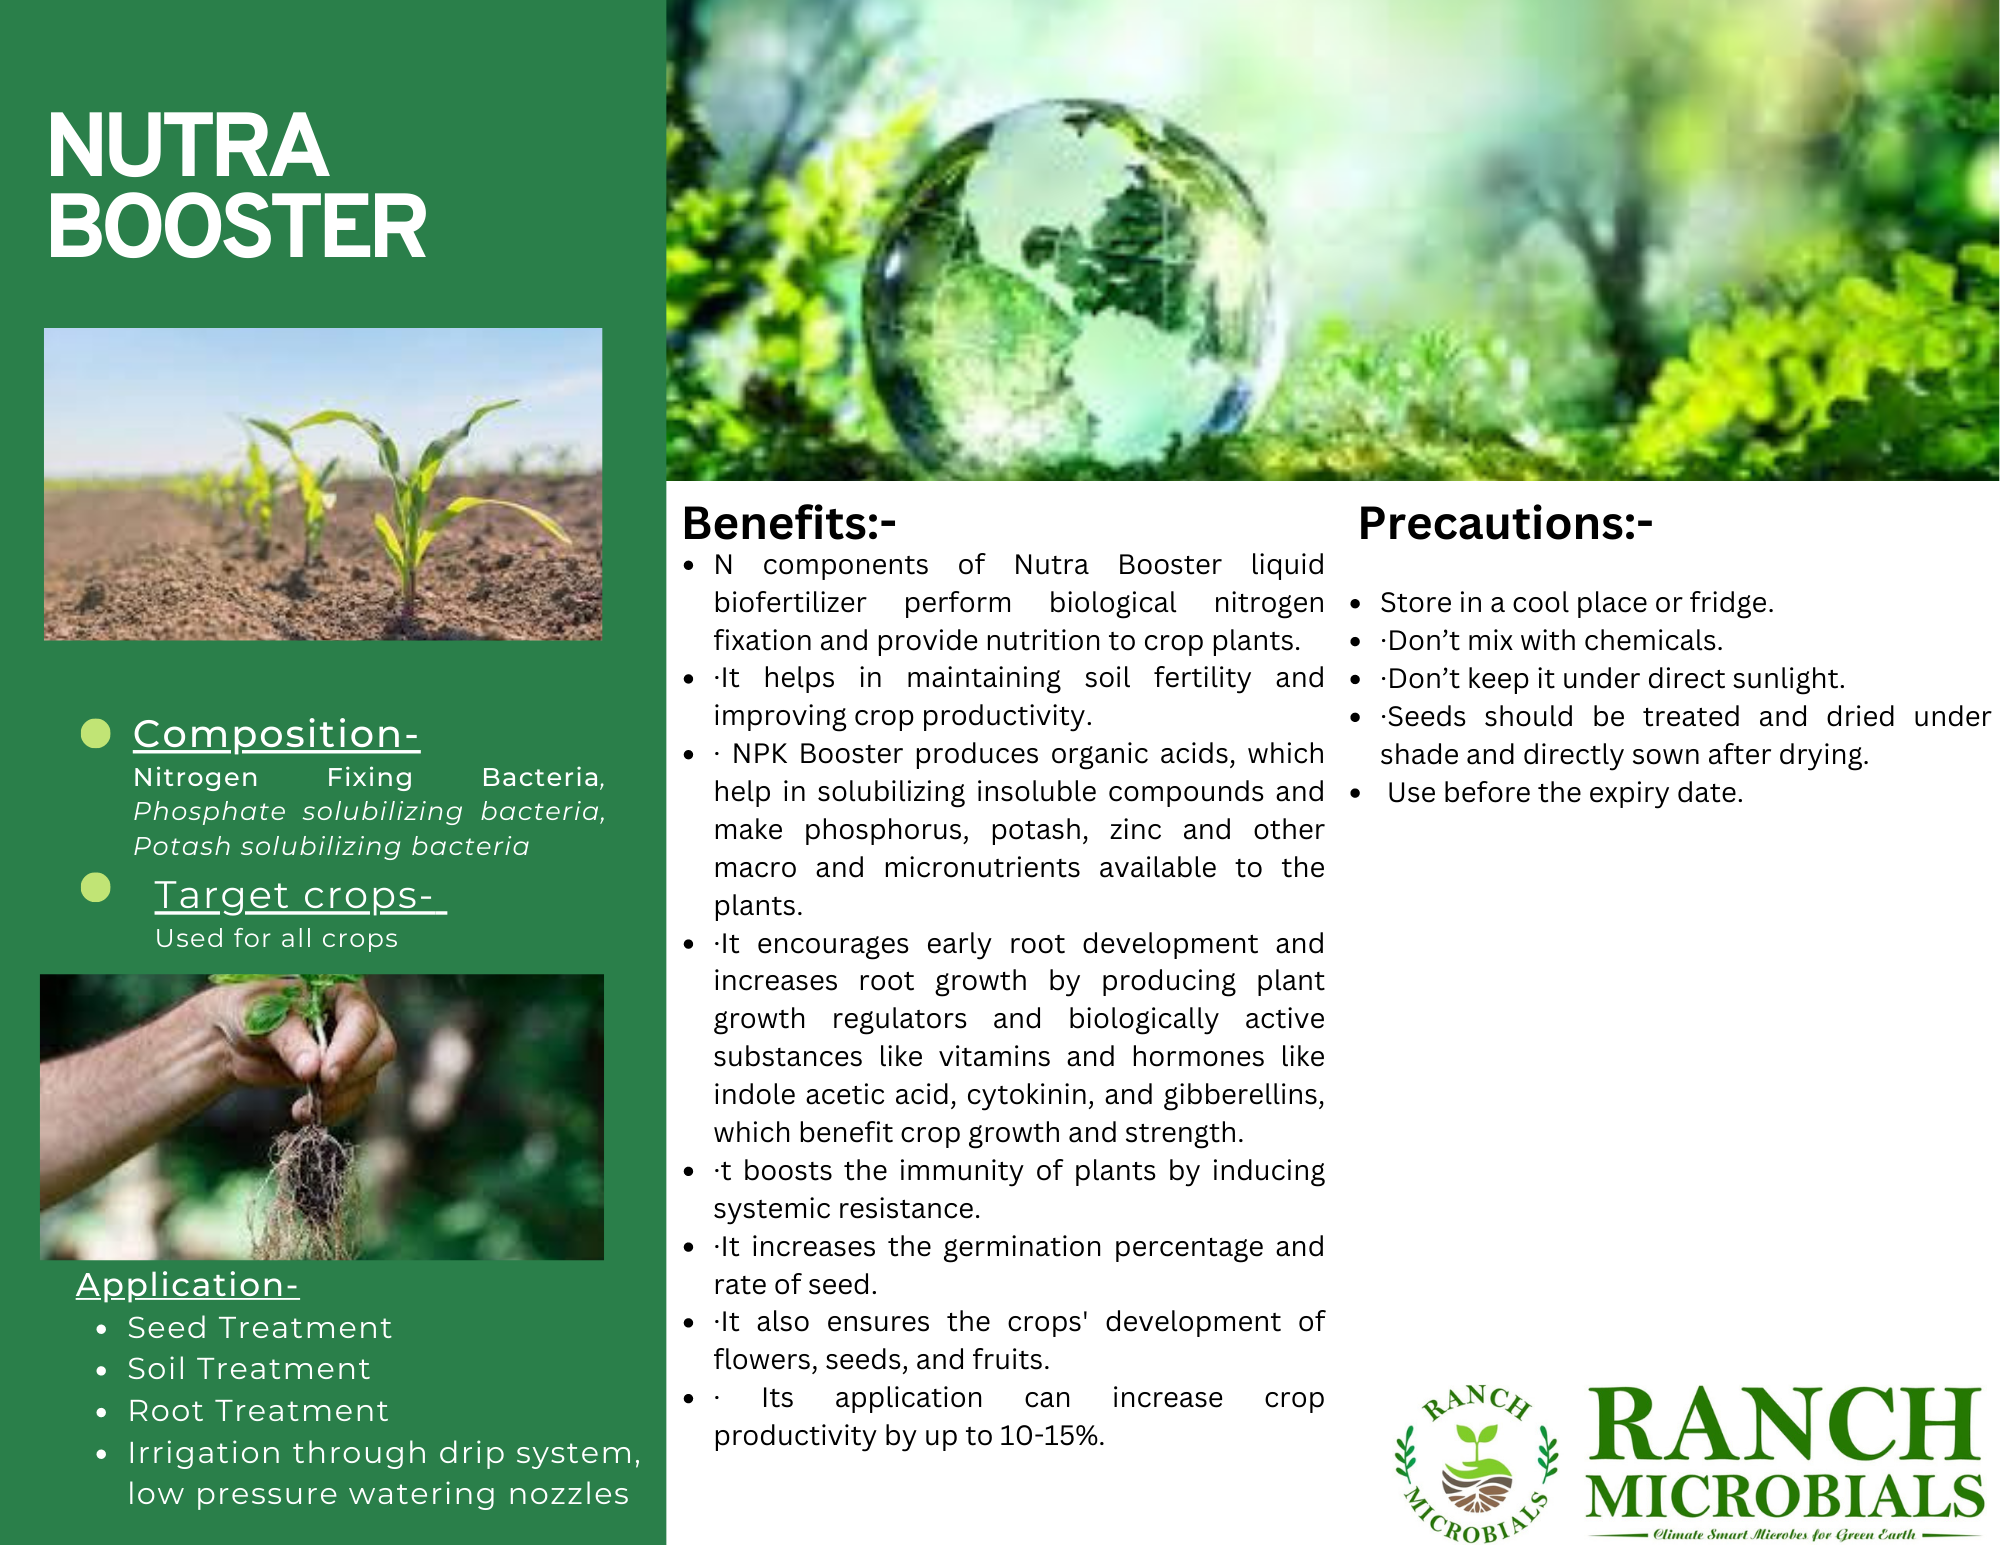 NUTRA
BOOSTER
Composition-
Nitrogen Fixing Bacteria,
Phosphate solubilizing bacteria,
Potash solubilizing bacteria
Target crops-
Used for all crops
Application-
• Seed Treatment
• Soil Treatment
• Root Treatment
• Irrigation through drip system,
low pressure watering nozzles
Benefits:-
• N components of Nutra Booster liquid
biofertilizer perform biological nitrogen
fixation and provide nutrition to crop plants.
• ·It helps in maintaining soil fertility and
improving crop productivity.
• · NPK Booster produces organic acids, which
help in solubilizing insoluble compounds and
make phosphorus, potash, zinc and other
macro and micronutrients available to the
plants.
• ·It encourages early root development and
increases root growth by producing plant
growth regulators and biologically active
substances like vitamins and hormones like
indole acetic acid, cytokinin, and gibberellins,
which benefit crop growth and strength.
• ·t boosts the immunity of plants by inducing
systemic resistance.
• ·It increases the germination percentage and
rate of seed.
• ·It also ensures the crops' development of
flowers, seeds, and fruits.
• · Its application can increase crop
productivity by up to 10-15%.
Precautions:-
• Store in a cool place or fridge.
• ·Don’t mix with chemicals.
• ·Don’t keep it under direct sunlight.
• ·Seeds should be treated and dried under
shade and directly sown after drying.
• Use before the expiry date.
RANCH
MICROBIALS
RANCH
MICROBIALS
Climate Smart Microbes for Green Earth